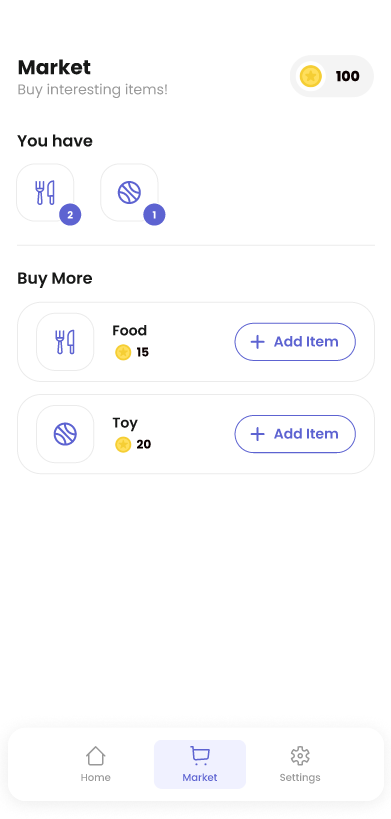 Market
100
Buy interesting items!
You have
2
1
Buy More
Food
15
Add Item
Toy
20
Add Item
Home
Market
Settings